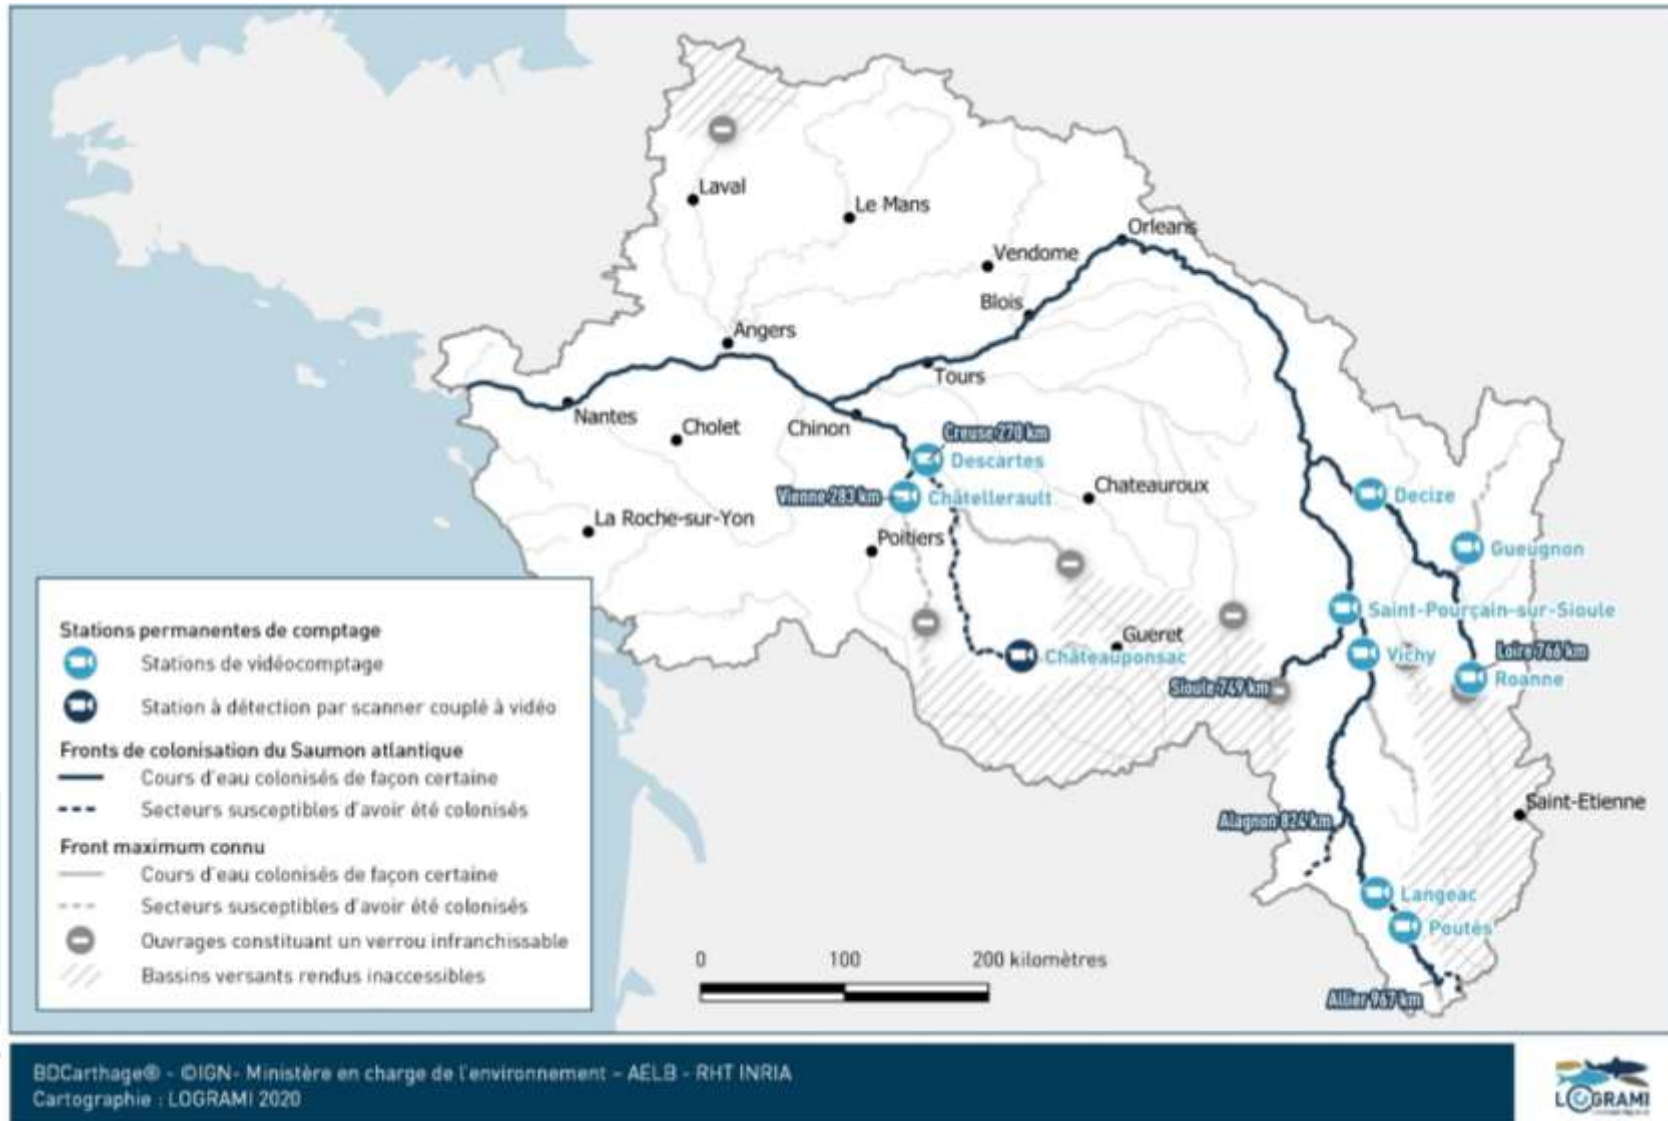 Laval
Le Mans
Orleans
Vendome
Blois
Angers
Tours
Nantes
Cholet
Chinon
Creuse 270 km
Descartes
Vienne 283 km
Châtellerault
Chateauroux
Decize
La Roche-sur-Yon
Poitiers
Gueugnon
Saint-Pourçain-sur-Sioule
Gueret
Châteauponsac
Vichy
Loire 766 km
Roanne
Sioule 749 km
Saint-Etienne
Alagnon 824 km
Langeac
Poutès
Allier 967 km
0 100 200 kilomètres
Stations permanentes de comptage
Stations de vidéocomptage
Station à détection par scanner couplé à vidéo
Fronts de colonisation du Saumon atlantique
Cours d'eau colonisés de façon certaine
Secteurs susceptibles d'avoir été colonisés
Front maximum connu
Cours d'eau colonisés de façon certaine
Secteurs susceptibles d'avoir été colonisés
Ouvrages constituant un verrou infranchissable
Bassins versants rendus inaccessibles
BDCarthage® - ©IGN- Ministère en charge de l'environnement - AELB - RHT INRIA
Cartographie : LOGRAMI 2020
LOGRAMI